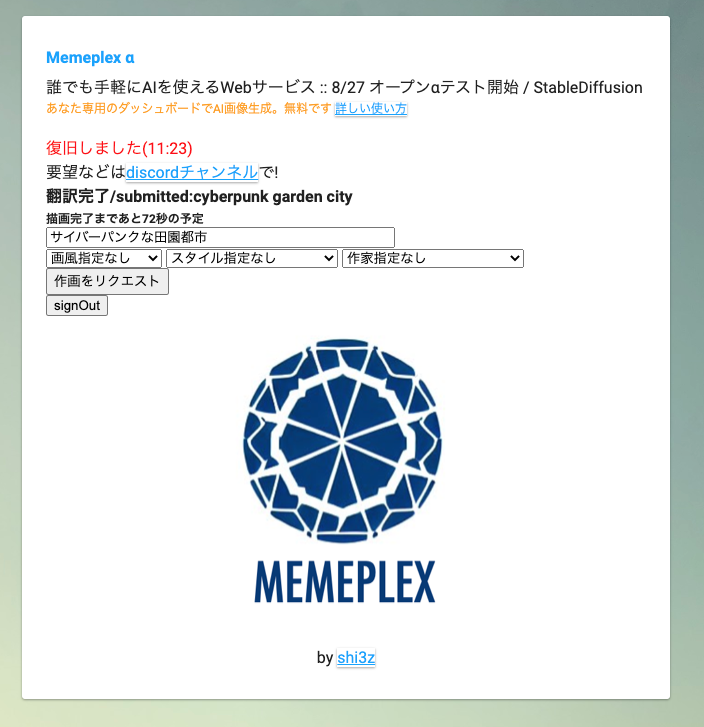 Memeplex α
誰でも手軽にAIを使えるWebサービス :: 8/27 オープンαテスト開始 / StableDiffusion
あなた専用のダッシュボードでAI画像生成。無料です 詳しい使い方
復旧しました(11:23)
要望などはdiscordチャンネルで!
翻訳完了/submitted:cyberpunk garden city
描画完了まであと72秒の予定
サイバーパンクな田園都市
画風指定なし スタイル指定なし 作家指定なし
作画をリクエスト
signOut
MEMEPLEX
by shi3z